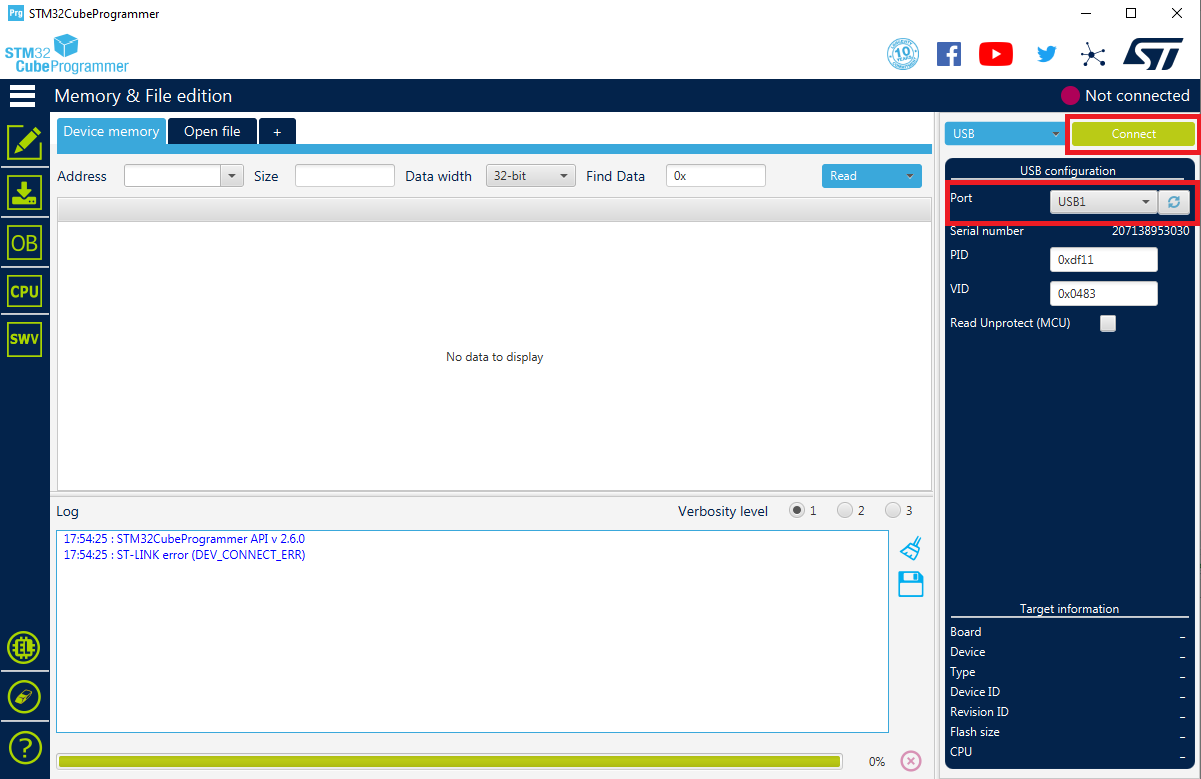 Prg STM32CubeProgrammer
STM32
CubeProgrammer
10
YEARS
ST
Memory & File edition
Not connected
Device memory
Open file
+
USB
Connect
Address
Size
Data width
32-bit
Find Data
0x
Read
USB configuration
Port
USB1
Serial number
207138953030
PID
0xdf11
VID
0x0483
Read Unprotect (MCU)
OB
CPU
SWV
No data to display
Log
Verbosity level
1
2
3
17:54:25 : STM32CubeProgrammer API v 2.6.0
17:54:25 : ST-LINK error (DEV_CONNECT_ERR)
Target information
Board
_
Device
_
Type
_
Device ID
_
Revision ID
_
Flash size
_
CPU
_
EL
?
0%